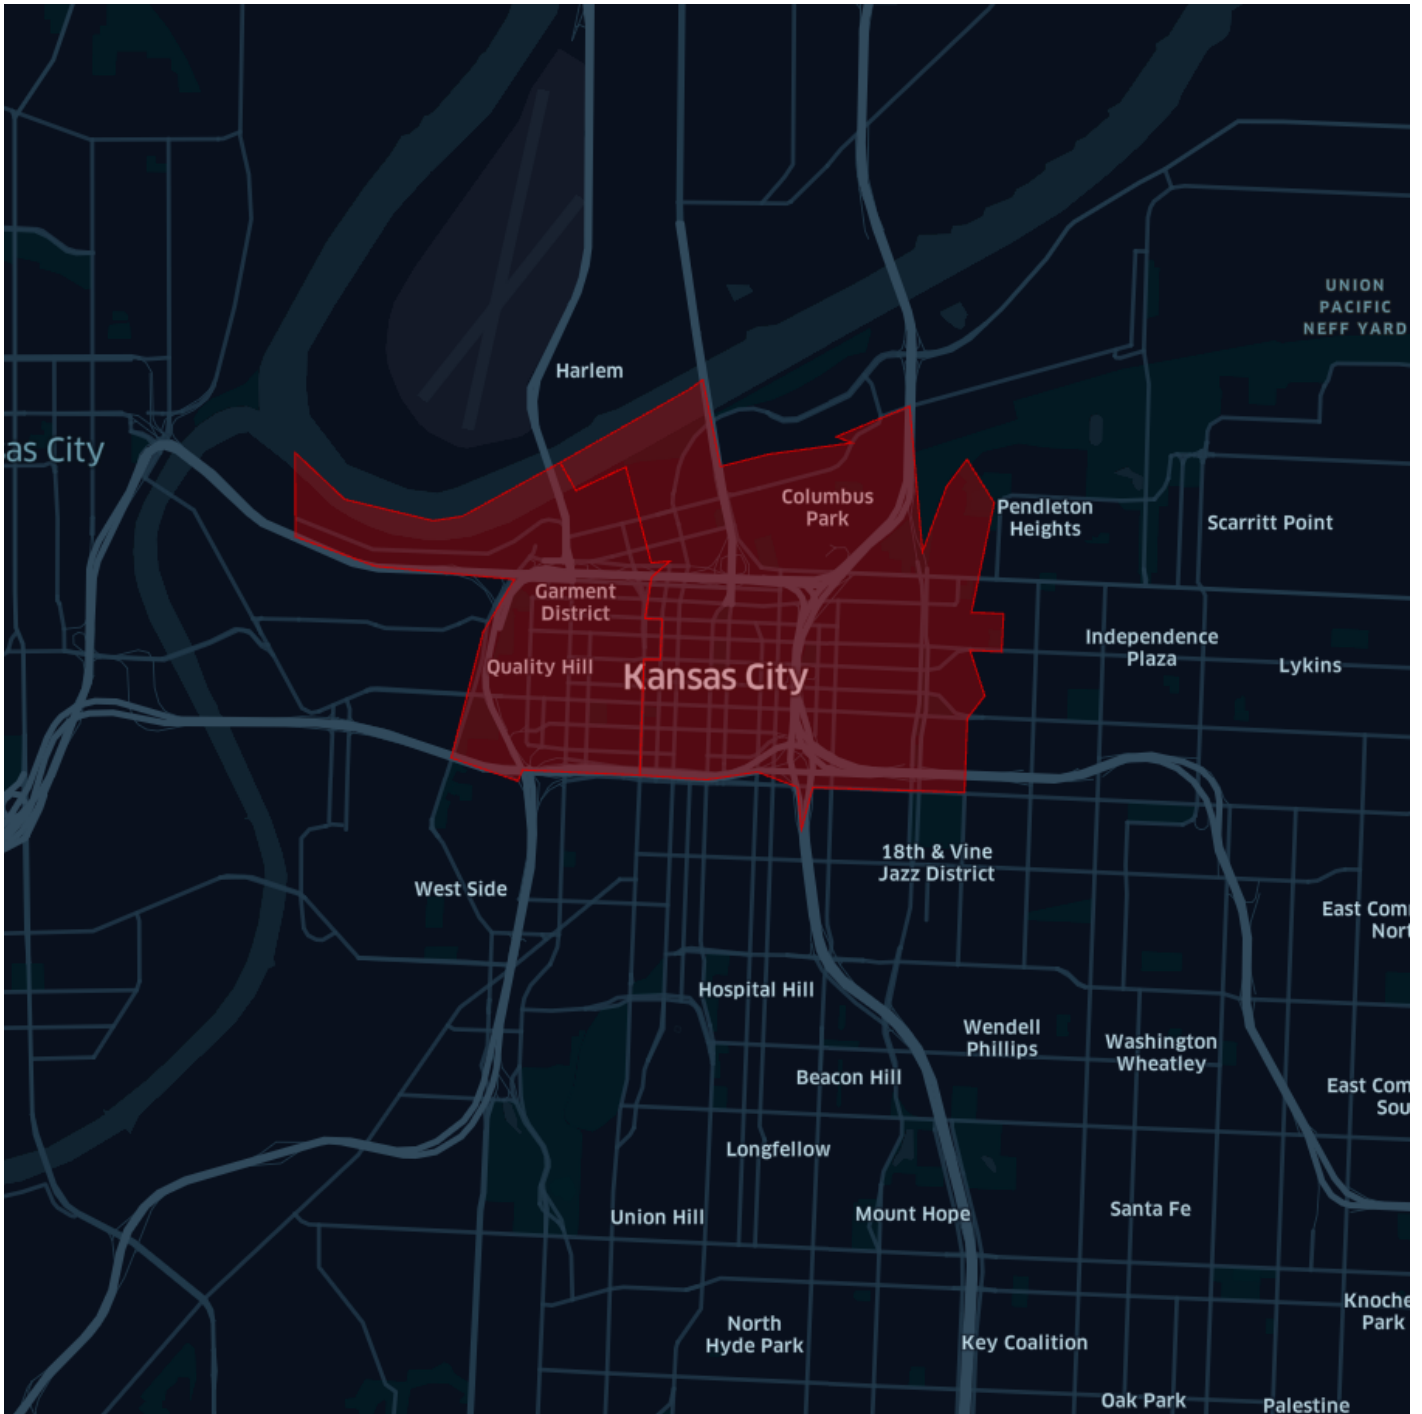 UNION
PACIFIC
NEFF YARD
Harlem
as City
Columbus
Park
Pendleton
Heights
Scarritt Point
Garment
District
Independence
Plaza
Lykins
Quality Hill
Kansas City
18th & Vine
Jazz District
West Side
East Com
Nort
Hospital Hill
Wendell
Phillips
Washington
Wheatley
Beacon Hill
East Com
Sou
Longfellow
Union Hill
Mount Hope
Santa Fe
Knoche
Park
North
Hyde Park
Key Coalition
Oak Park
Palestine